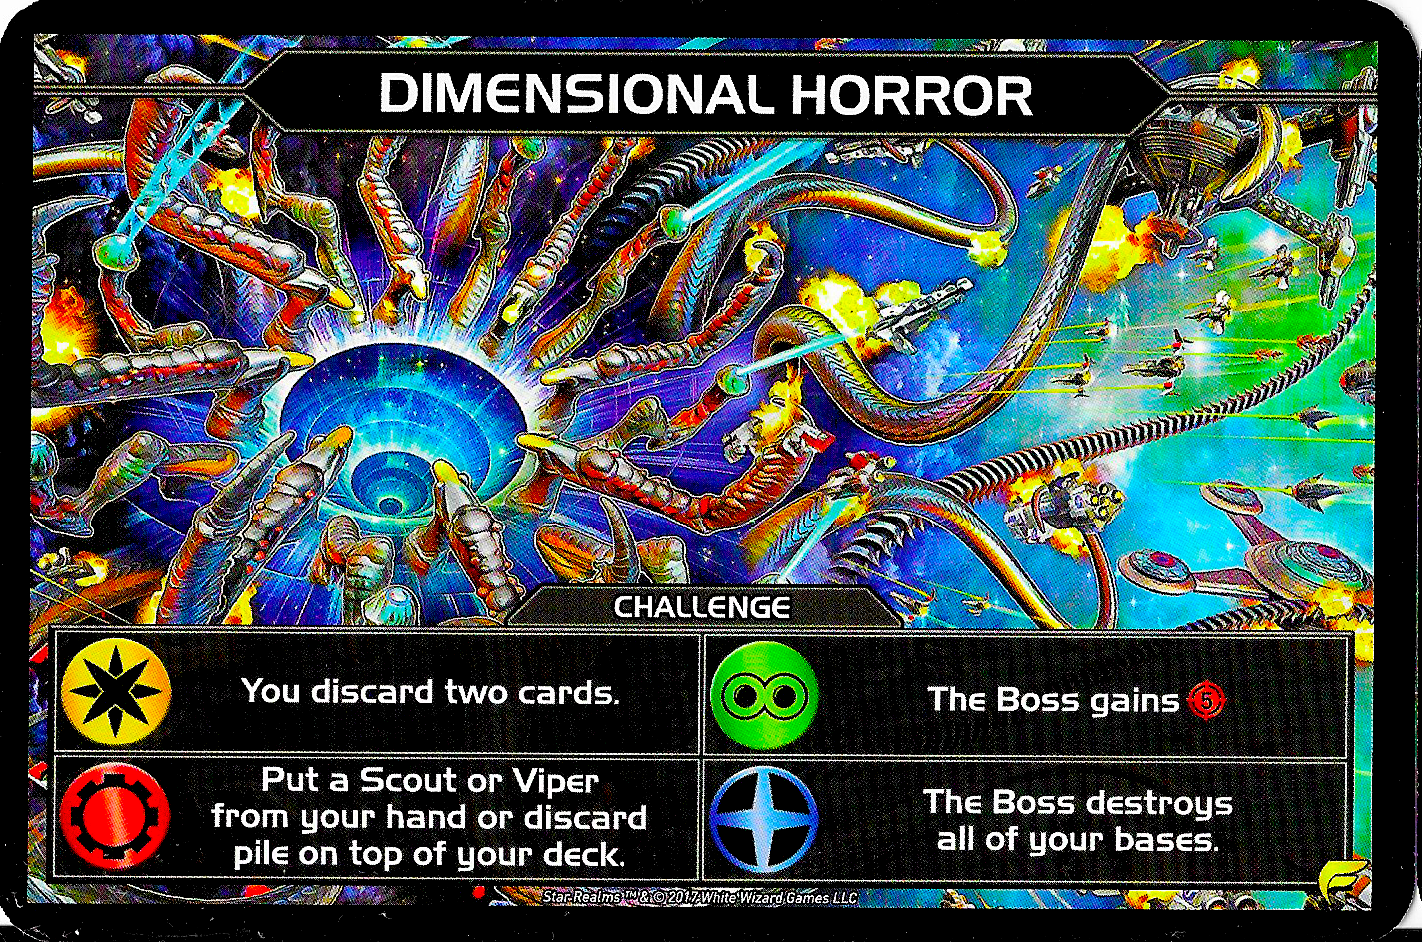 DIMENSIONAL HORROR
CHALLENGE
You discard two cards.
The Boss gains 5
Put a Scout or Viper
from your hand or discard
pile on top of your deck.
The Boss destroys
all of your bases.
Star Realms™ & © 2017 White Wizard Games LLC